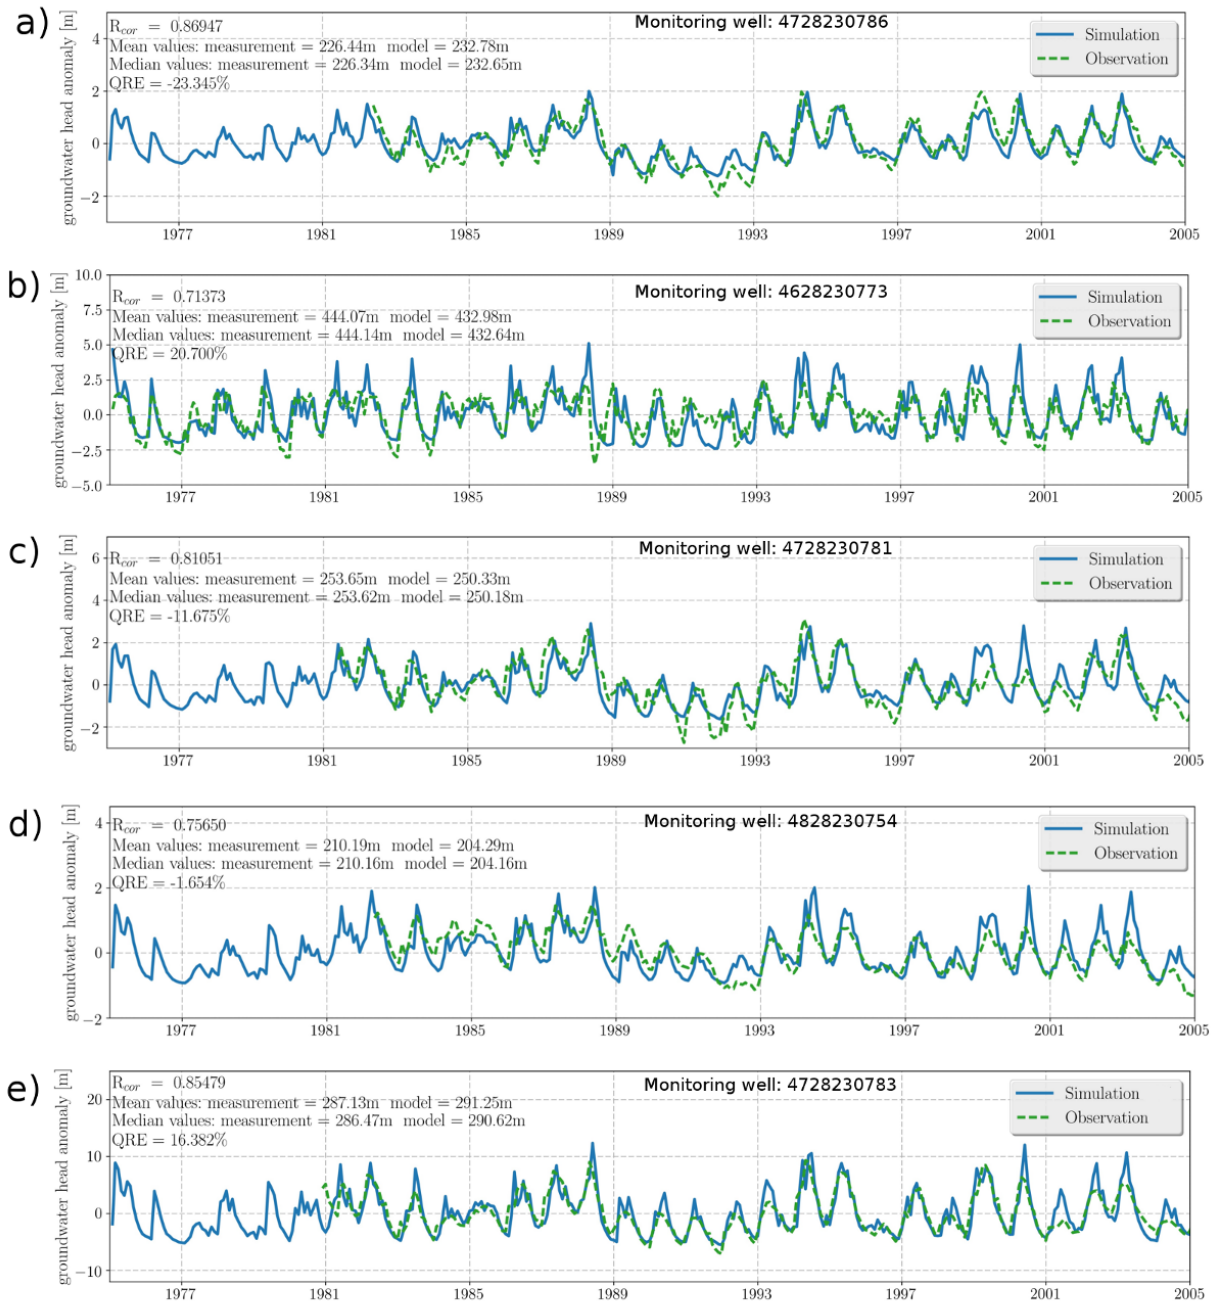 a)
groundwater head anomaly [m]
R_cor = 0.86947
Monitoring well: 4728230786
Mean values: measurement = 226.44m model = 232.78m
Median values: measurement = 226.34m model = 232.65m
QRE = -23.345%
Simulation
Observation
4
2
0
−2
1977 1981 1985 1989 1993 1997 2001 2005
b)
groundwater head anomaly [m]
R_cor = 0.71373
Monitoring well: 4628230773
Mean values: measurement = 444.07m model = 432.98m
Median values: measurement = 444.14m model = 432.64m
QRE = 20.700%
Simulation
Observation
10.0
7.5
5.0
2.5
0.0
−2.5
−5.0
1977 1981 1985 1989 1993 1997 2001 2005
c)
groundwater head anomaly [m]
R_cor = 0.81051
Monitoring well: 4728230781
Mean values: measurement = 253.65m model = 250.33m
Median values: measurement = 253.62m model = 250.18m
QRE = -11.675%
Simulation
Observation
6
4
2
0
−2
1977 1981 1985 1989 1993 1997 2001 2005
d)
groundwater head anomaly [m]
R_cor = 0.75650
Monitoring well: 4828230754
Mean values: measurement = 210.19m model = 204.29m
Median values: measurement = 210.16m model = 204.16m
QRE = -1.654%
Simulation
Observation
4
2
0
−2
1977 1981 1985 1989 1993 1997 2001 2005
e)
groundwater head anomaly [m]
R_cor = 0.85479
Monitoring well: 4728230783
Mean values: measurement = 287.13m model = 291.25m
Median values: measurement = 286.47m model = 290.62m
QRE = 16.382%
Simulation
Observation
20
10
0
−10
1977 1981 1985 1989 1993 1997 2001 2005